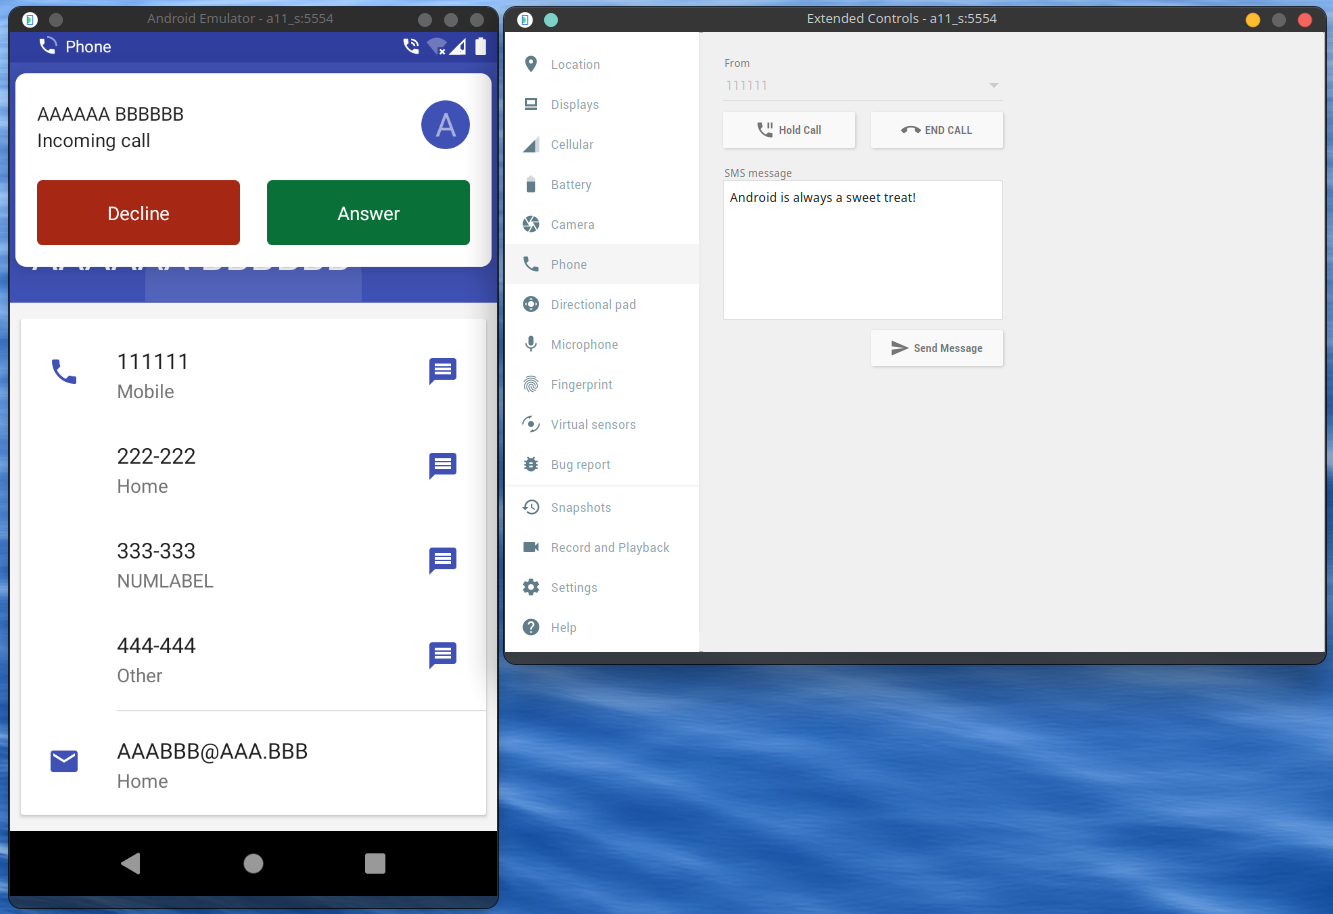 Android Emulator - a11_s:5554
Phone
AAAAAA BBBBBB
Incoming call
A
Decline
Answer
111111
Mobile
222-222
Home
333-333
NUMLABEL
444-444
Other
AAABBB@AAA.BBB
Home
Extended Controls - a11_s:5554
Location
Displays
Cellular
Battery
Camera
Phone
Directional pad
Microphone
Fingerprint
Virtual sensors
Bug report
Snapshots
Record and Playback
Settings
Help
From
111111
Hold Call
END CALL
SMS message
Android is always a sweet treat!
Send Message